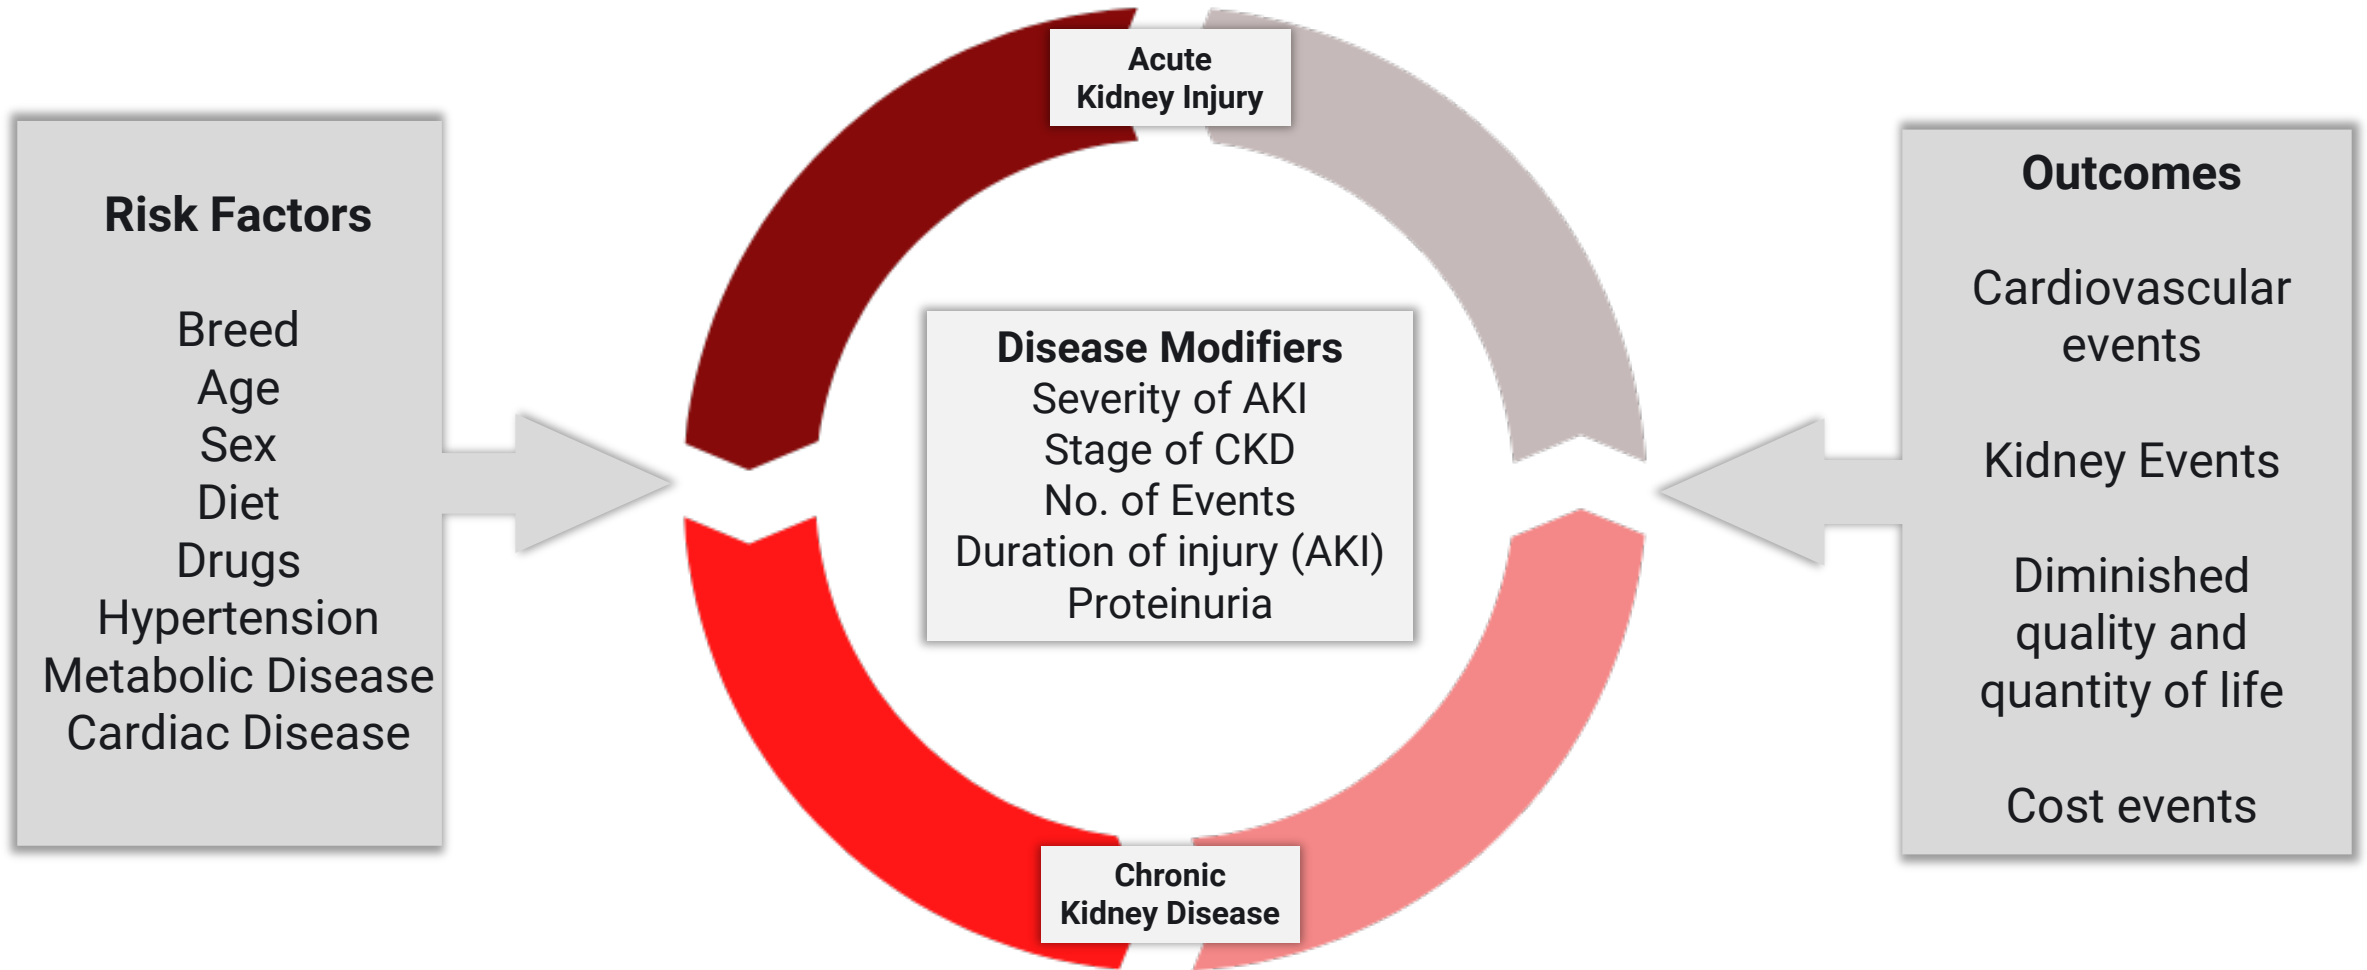 Acute
Kidney Injury
Risk Factors
Breed
Age
Sex
Diet
Drugs
Hypertension
Metabolic Disease
Cardiac Disease
Disease Modifiers
Severity of AKI
Stage of CKD
No. of Events
Duration of injury (AKI)
Proteinuria
Outcomes
Cardiovascular
events
Kidney Events
Diminished
quality and
quantity of life
Cost events
Chronic
Kidney Disease